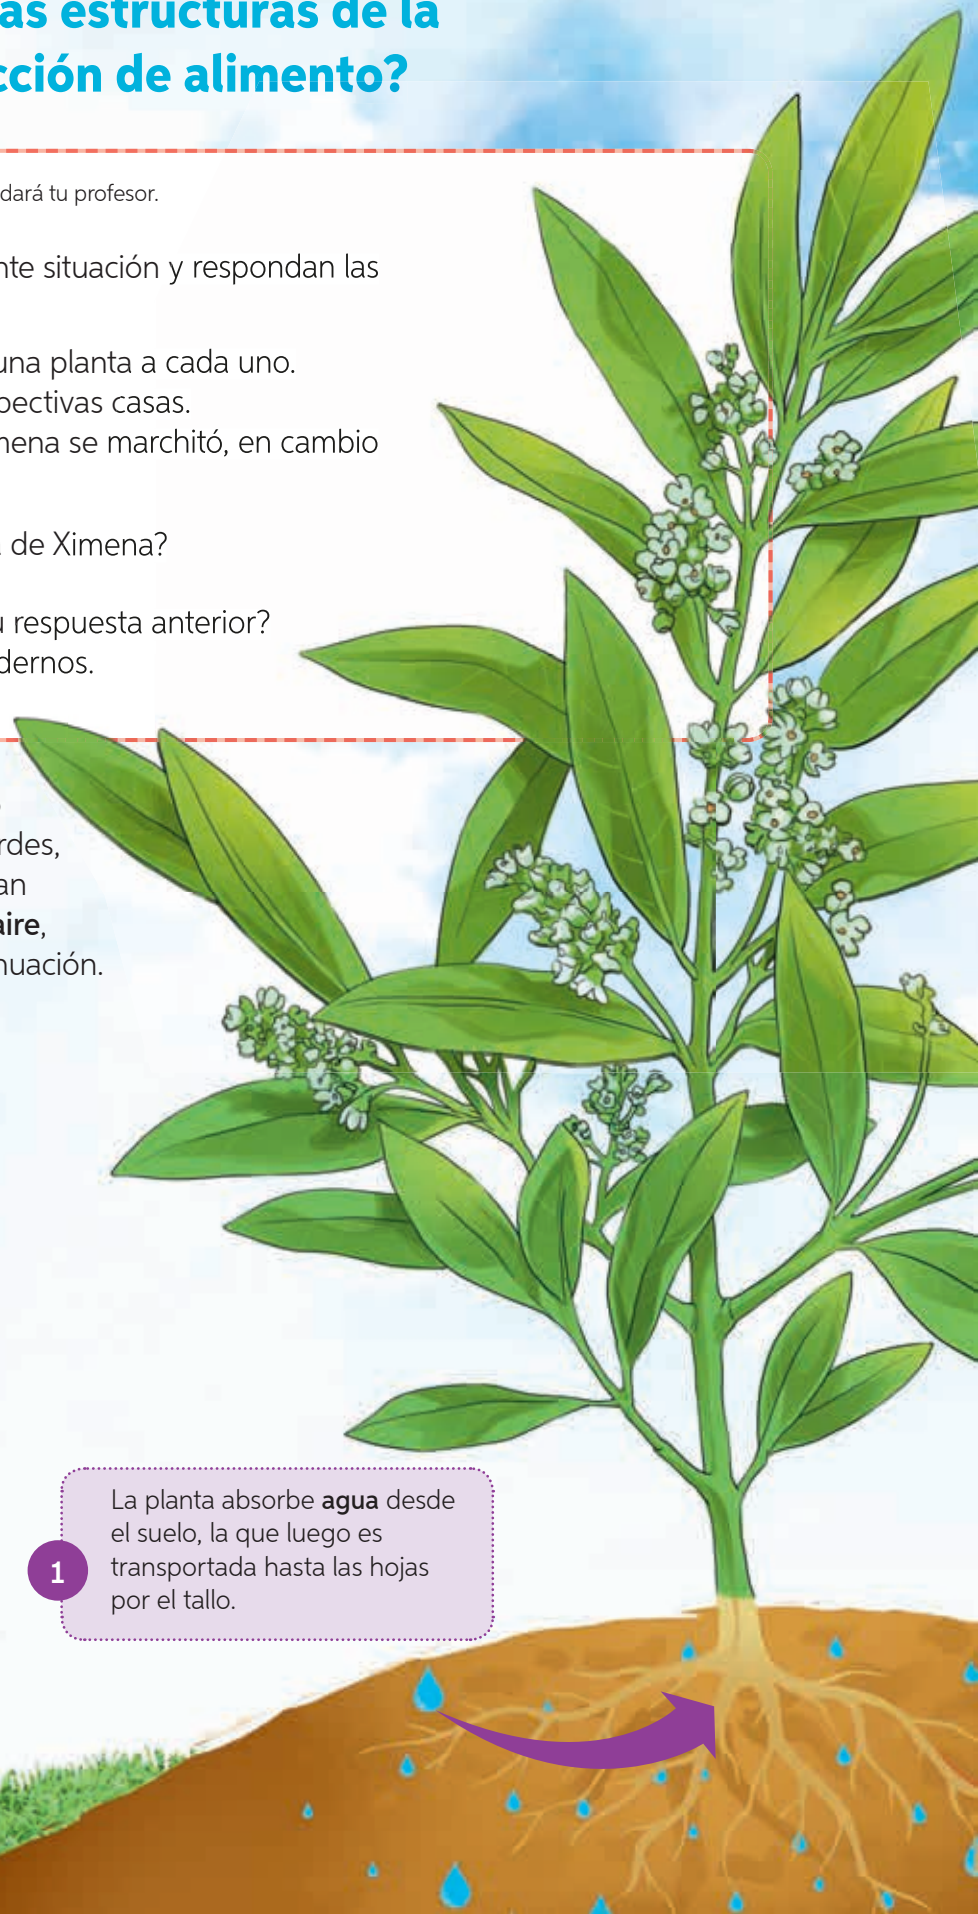 as estructuras de la
cción de alimento?
dará tu profesor.
nte situación y respondan las
una planta a cada uno.
pectivas casas.
nena se marchitó, en cambio
de Ximena?
u respuesta anterior?
dernos.
rdes,
an
aire,
nuación.
1
La planta absorbe agua desde
el suelo, la que luego es
transportada hasta las hojas
por el tallo.